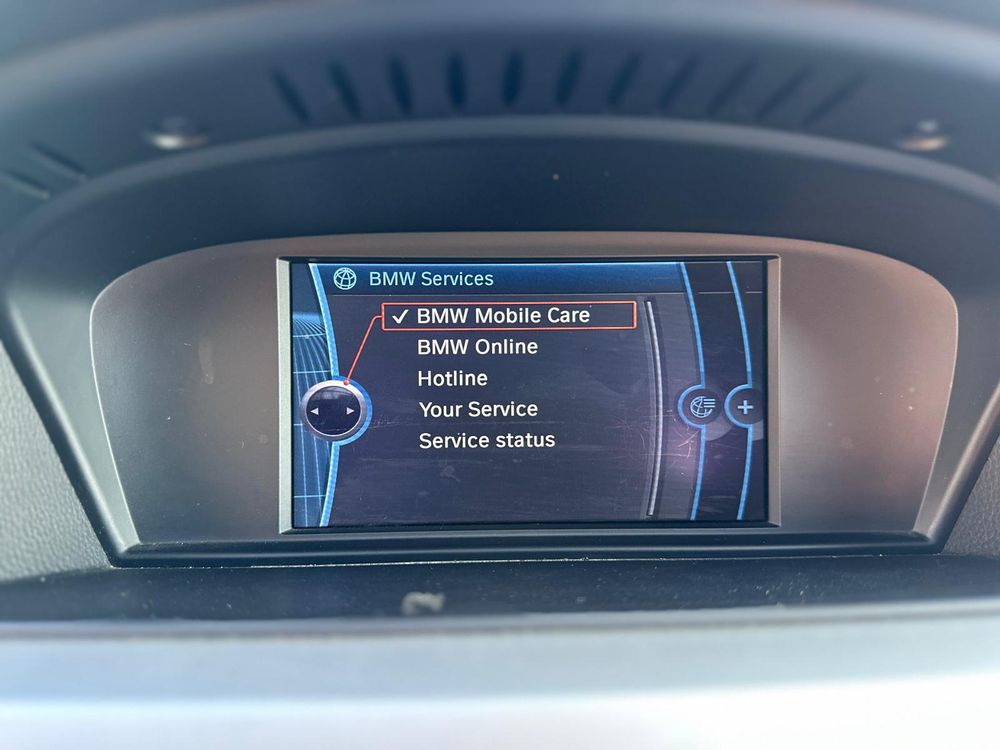 BMW Services
✓ BMW Mobile Care
BMW Online
Hotline
Your Service
Service status